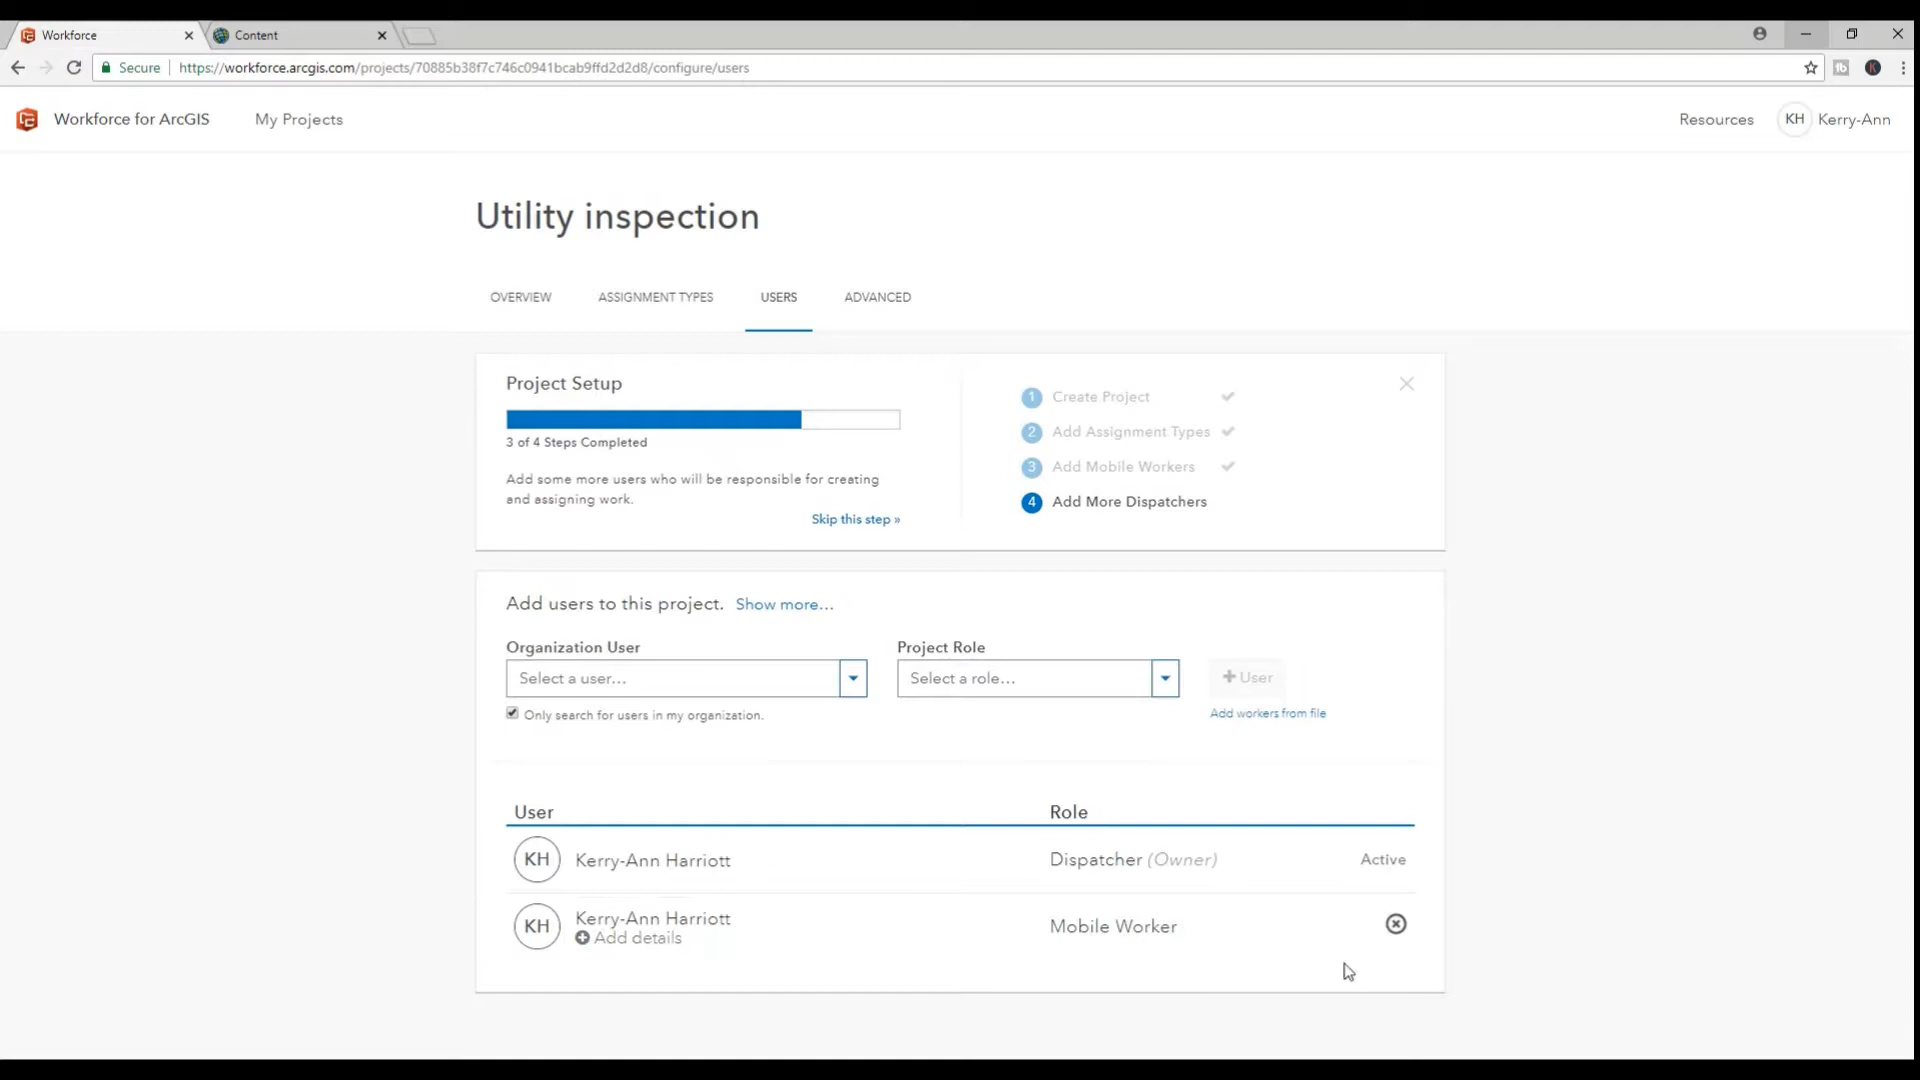 Workforce
Content
Secure
https://workforce.arcgis.com/projects/70885b38f7c746c0941bcab9ffd2d2d8/configure/users
Workforce for ArcGIS
My Projects
Resources
KH
Kerry-Ann
Utility inspection
OVERVIEW
ASSIGNMENT TYPES
USERS
ADVANCED
Project Setup
3 of 4 Steps Completed
Add some more users who will be responsible for creating
and assigning work.
Skip this step »
1 Create Project
2 Add Assignment Types
3 Add Mobile Workers
4 Add More Dispatchers
Add users to this project. Show more...
Organization User
Select a user...
Only search for users in my organization.
Project Role
Select a role...
+ User
Add workers from file
User
Role
KH Kerry-Ann Harriott
Dispatcher (Owner)
Active
KH Kerry-Ann Harriott
Add details
Mobile Worker